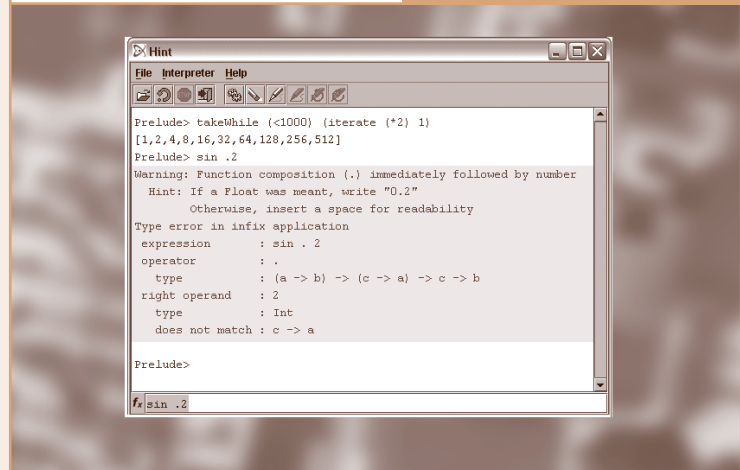 Hint
File Interpreter Help
Prelude> takeWhile (<1000) (iterate (*2) 1)
[1,2,4,8,16,32,64,128,256,512]
Prelude> sin .2
Warning: Function composition (.) immediately followed by number
  Hint: If a Float was meant, write "0.2"
        Otherwise, insert a space for readability
Type error in infix application
 expression       : sin . 2
 operator         : .
   type           : (a -> b) -> (c -> a) -> c -> b
 right operand    : 2
   type           : Int
   does not match : c -> a
Prelude>
fx sin .2